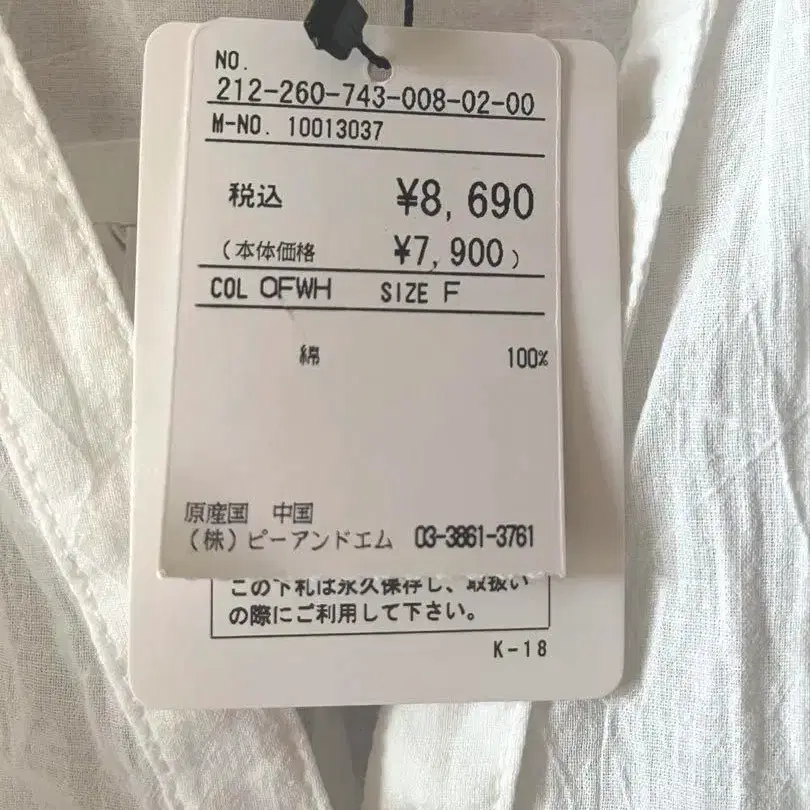 NO.
212-260-743-008-02-00
M-NO. 10013037
税込 ¥8,690
(本体価格 ¥7,900)
COL OFWH SIZE F
綿 100%
原産国 中国
(株)ピーアンドエム 03-3861-3761
この下札は永久保存し、取扱い
の際にご利用して下さい。
K-18